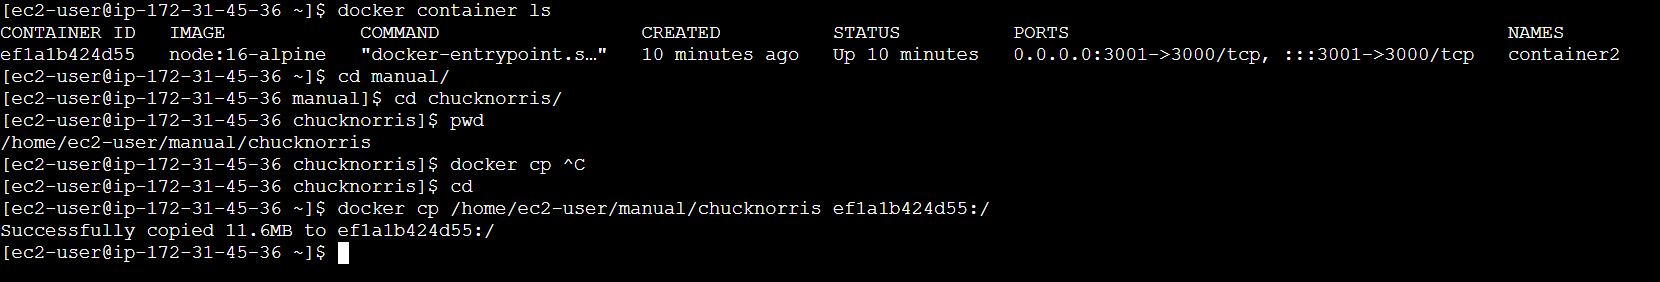 [ec2-user@ip-172-31-45-36 ~]$ docker container ls
CONTAINER ID   IMAGE            COMMAND                  CREATED          STATUS          PORTS                                       NAMES
ef1a1b424d55   node:16-alpine   "docker-entrypoint.s…"   10 minutes ago   Up 10 minutes   0.0.0.0:3001->3000/tcp, :::3001->3000/tcp   container2
[ec2-user@ip-172-31-45-36 ~]$ cd manual/
[ec2-user@ip-172-31-45-36 manual]$ cd chucknorris/
[ec2-user@ip-172-31-45-36 chucknorris]$ pwd
/home/ec2-user/manual/chucknorris
[ec2-user@ip-172-31-45-36 chucknorris]$ docker cp ^C
[ec2-user@ip-172-31-45-36 chucknorris]$ cd
[ec2-user@ip-172-31-45-36 ~]$ docker cp /home/ec2-user/manual/chucknorris ef1a1b424d55:/
Successfully copied 11.6MB to ef1a1b424d55:/
[ec2-user@ip-172-31-45-36 ~]$